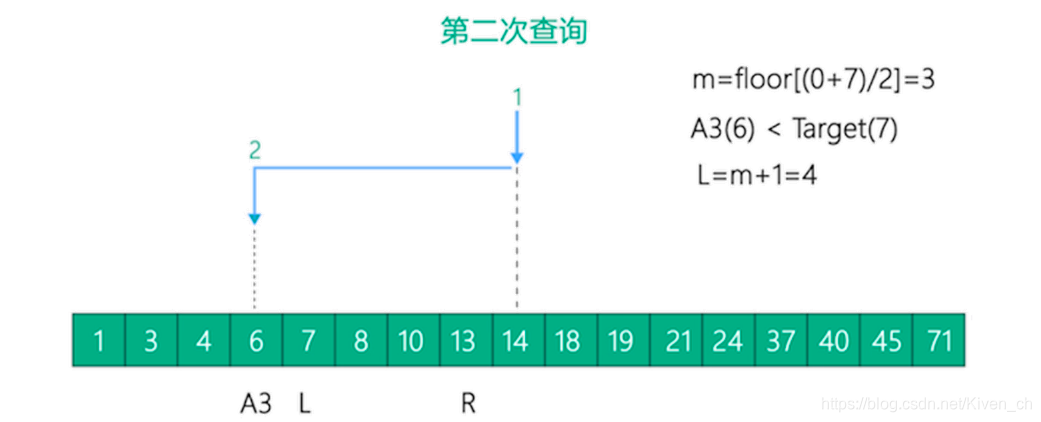 第二次查询
m=floor[(0+7)/2]=3
A3(6) < Target(7)
L=m+1=4
1
2
1 3 4 6 7 8 10 13 14 18 19 21 24 37 40 45 71
A3 L R
https://blog.csdn.net/Kiven_ch